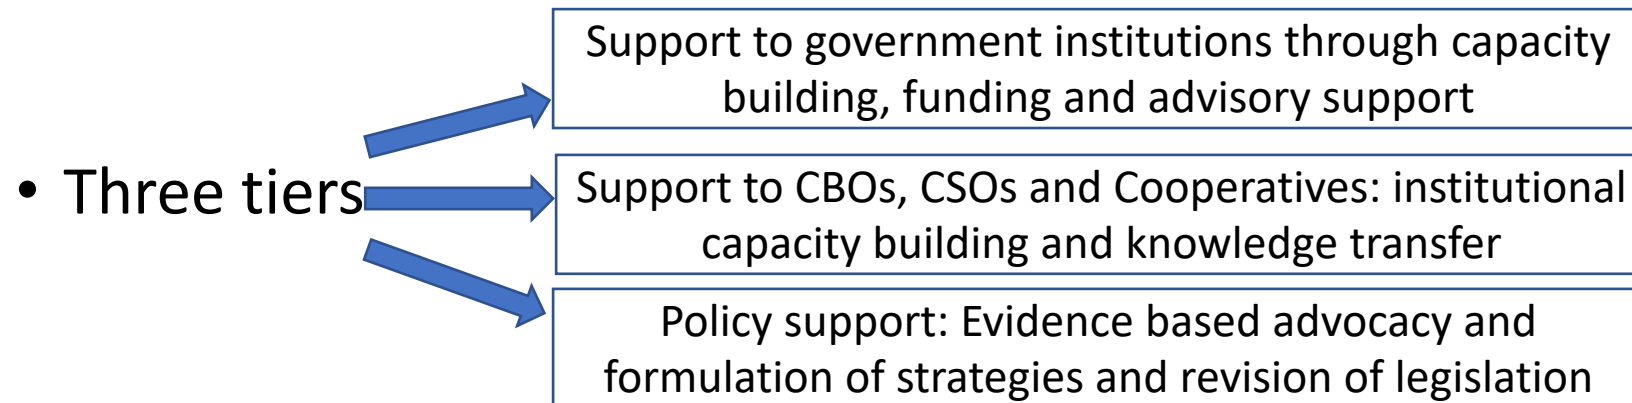 Support to government institutions through capacity
building, funding and advisory support
• Three tiers
Support to CBOs, CSOs and Cooperatives: institutional
capacity building and knowledge transfer
Policy support: Evidence based advocacy and
formulation of strategies and revision of legislation